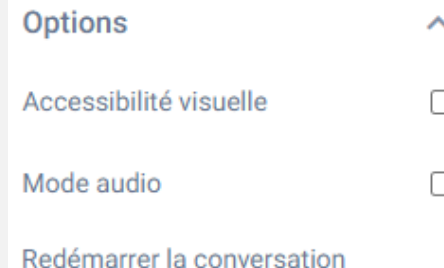 Options
Accessibilité visuelle
Mode audio
Redémarrer la conversation